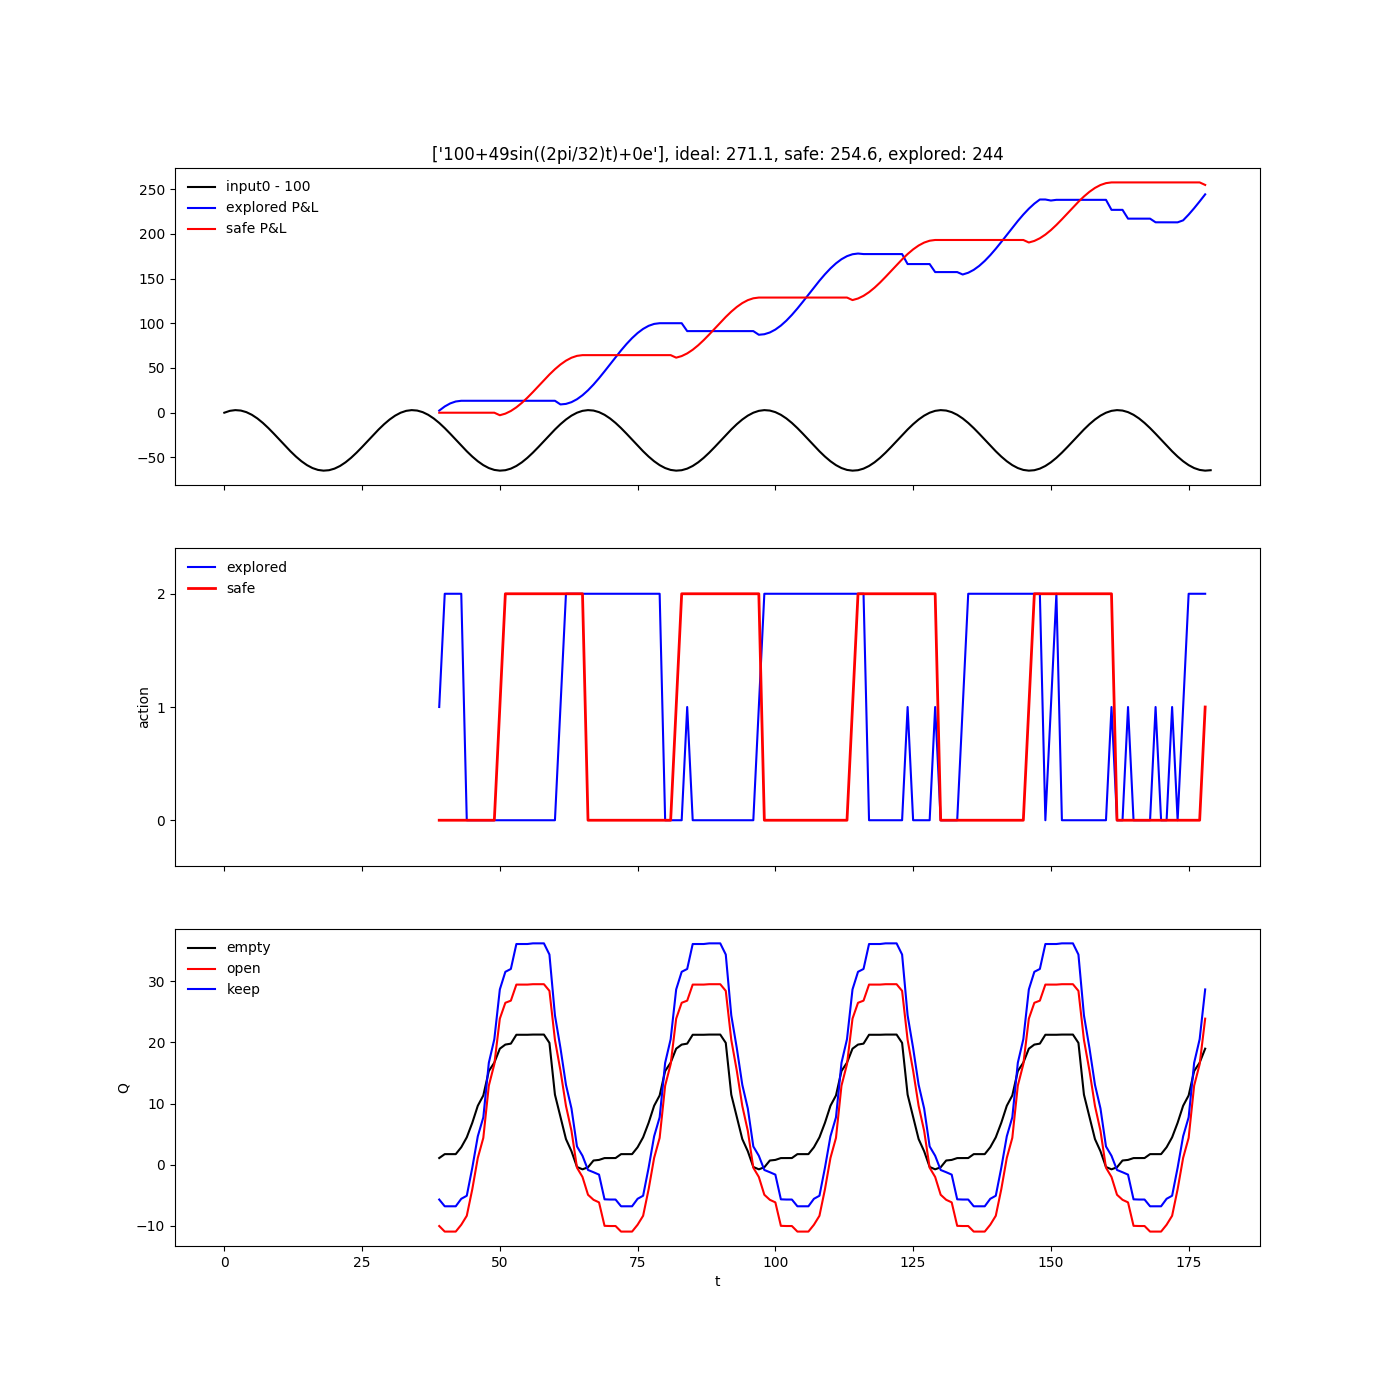 ['100+49sin((2pi/32)t)+0e'], ideal: 271.1, safe: 254.6, explored: 244
250
200
150
100
50
0
−50
input0 - 100
explored P&L
safe P&L
action
2
1
0
explored
safe
Q
30
20
10
0
−10
empty
open
keep
0 25 50 75 100 125 150 175
t